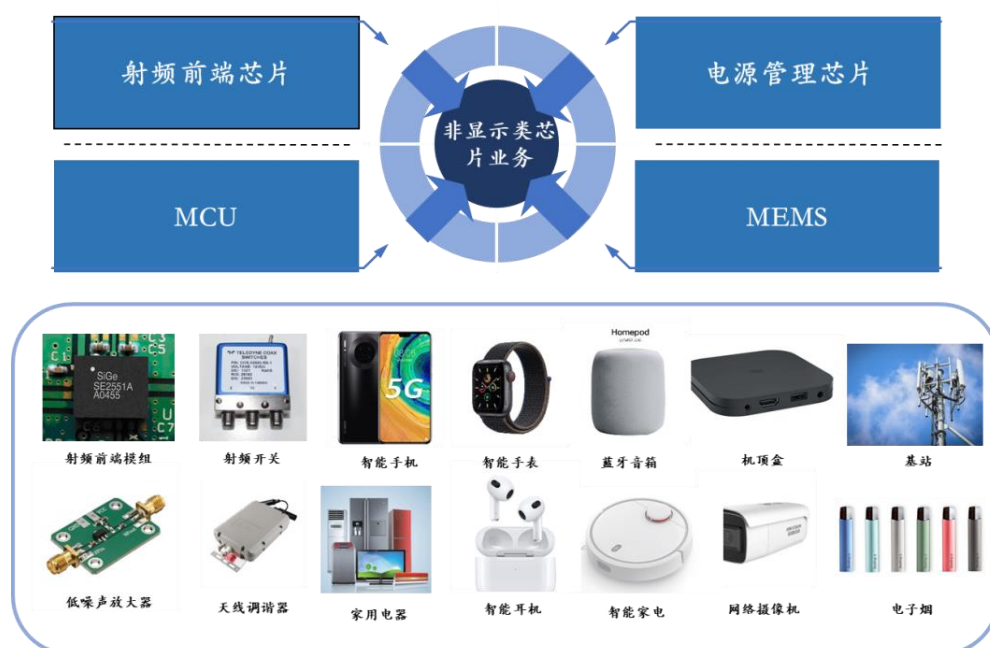 射频前端芯片
电源管理芯片
非显示类芯
片业务
MCU
MEMS
SiGe
SE2551A
A0455
TELEDYNE COAX
SWITCHES
5G
Homepod
射频前端模组
射频开关
智能手机
智能手表
蓝牙音箱
机顶盒
基站
低噪声放大器
天线调谐器
家用电器
智能耳机
智能家电
网络摄像机
电子烟